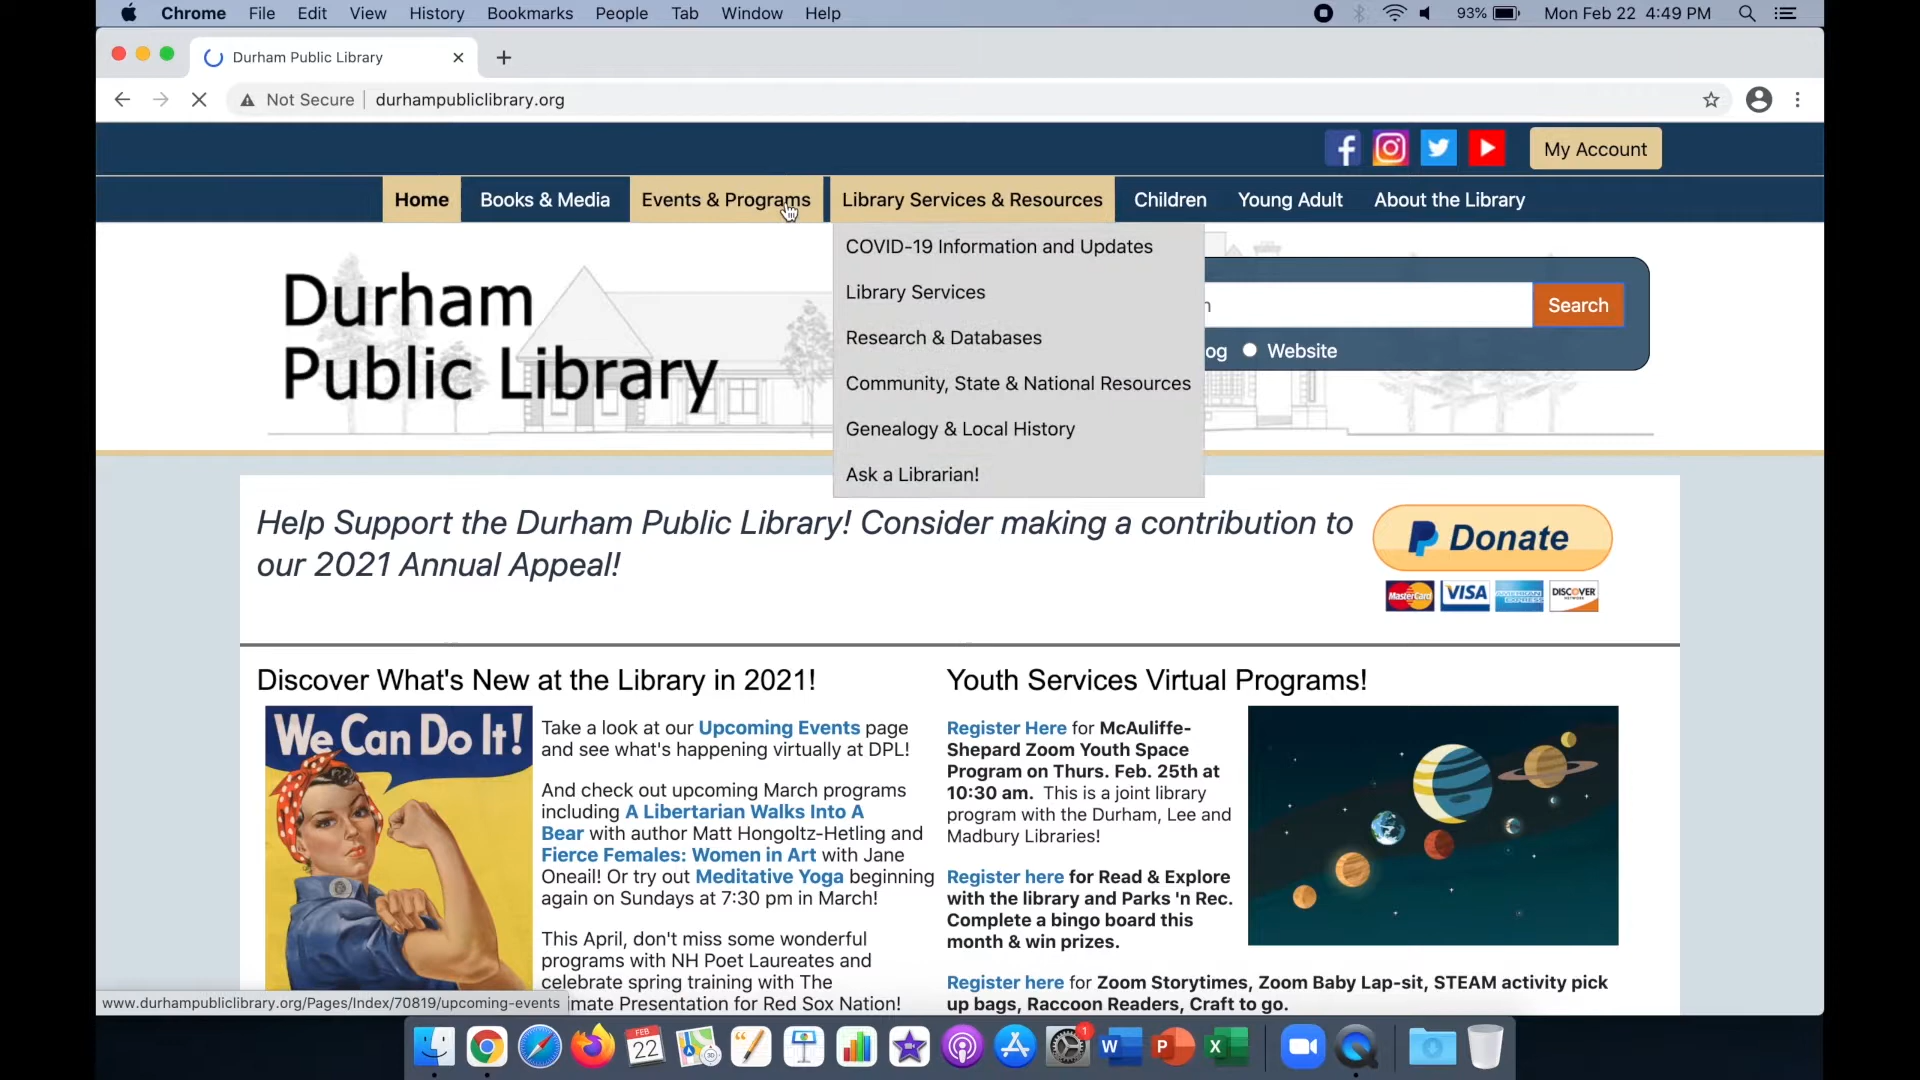 Chrome File Edit View History Bookmarks People Tab Window Help 93% Mon Feb 22 4:49 PM
Durham Public Library
Not Secure durhampubliclibrary.org
My Account
Home Books & Media Events & Programs Library Services & Resources Children Young Adult About the Library
COVID-19 Information and Updates
Library Services
Research & Databases
Community, State & National Resources
Genealogy & Local History
Ask a Librarian!
Durham
Public Library
Search
Website
Help Support the Durham Public Library! Consider making a contribution to
our 2021 Annual Appeal!
Donate
MasterCard VISA AMERICAN EXPRESS DISCOVER
Discover What's New at the Library in 2021!
We Can Do It!
Take a look at our Upcoming Events page
and see what's happening virtually at DPL!
And check out upcoming March programs
including A Libertarian Walks Into A
Bear with author Matt Hongoltz-Hetling and
Fierce Females: Women in Art with Jane
Oneail! Or try out Meditative Yoga beginning
again on Sundays at 7:30 pm in March!
This April, don't miss some wonderful
programs with NH Poet Laureates and
celebrate spring training with The
imate Presentation for Red Sox Nation!
Youth Services Virtual Programs!
Register Here for McAuliffe-
Shepard Zoom Youth Space
Program on Thurs. Feb. 25th at
10:30 am. This is a joint library
program with the Durham, Lee and
Madbury Libraries!
Register here for Read & Explore
with the library and Parks 'n Rec.
Complete a bingo board this
month & win prizes.
Register here for Zoom Storytimes, Zoom Baby Lap-sit, STEAM activity pick
up bags, Raccoon Readers, Craft to go.
www.durhampubliclibrary.org/Pages/Index/70819/upcoming-events
FEB
22
3D
1
W
P
X